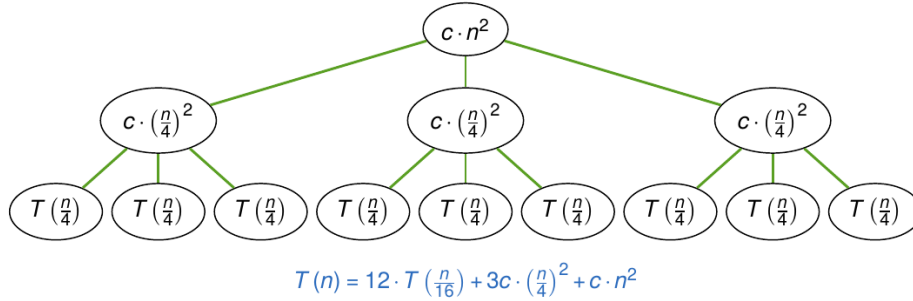 c · n²
c · (n/4)² c · (n/4)² c · (n/4)²
T (n/4) T (n/4) T (n/4) T (n/4) T (n/4) T (n/4) T (n/4) T (n/4) T (n/4)
T (n) = 12 · T (n/16) + 3c · (n/4)² + c · n²